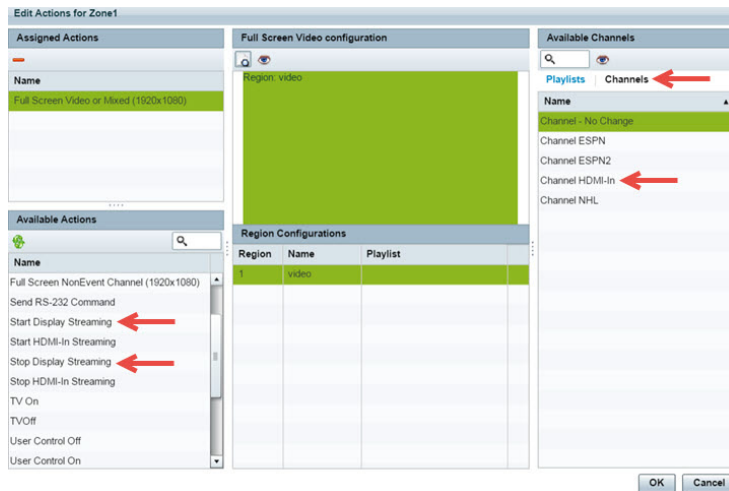 Edit Actions for Zone1
Assigned Actions
Name
Full Screen Video or Mixed (1920x1080)
Available Actions
Name
Full Screen NonEvent Channel (1920x1080)
Send RS-232 Command
Start Display Streaming
Start HDMI-In Streaming
Stop Display Streaming
Stop HDMI-In Streaming
TV On
TVOff
User Control Off
User Control On
Full Screen Video configuration
Region: video
Region Configurations
Region Name Playlist
1 video
Available Channels
Playlists Channels
Name
Channel - No Change
Channel ESPN
Channel ESPN2
Channel HDMI-In
Channel NHL
OK Cancel